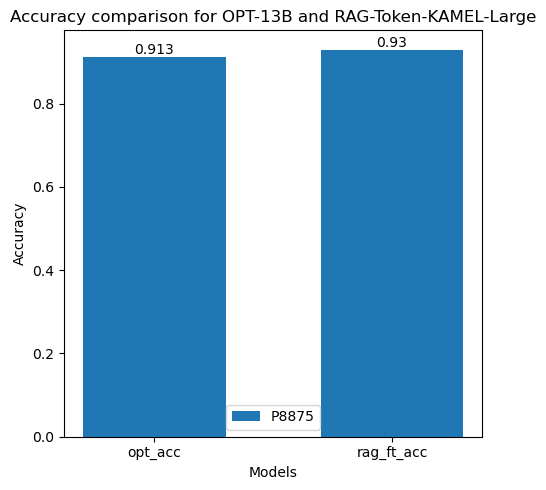 Accuracy comparison for OPT-13B and RAG-Token-KAMEL-Large
0.913
0.93
0.8
0.6
0.4
0.2
0.0
Accuracy
P8875
opt_acc
rag_ft_acc
Models